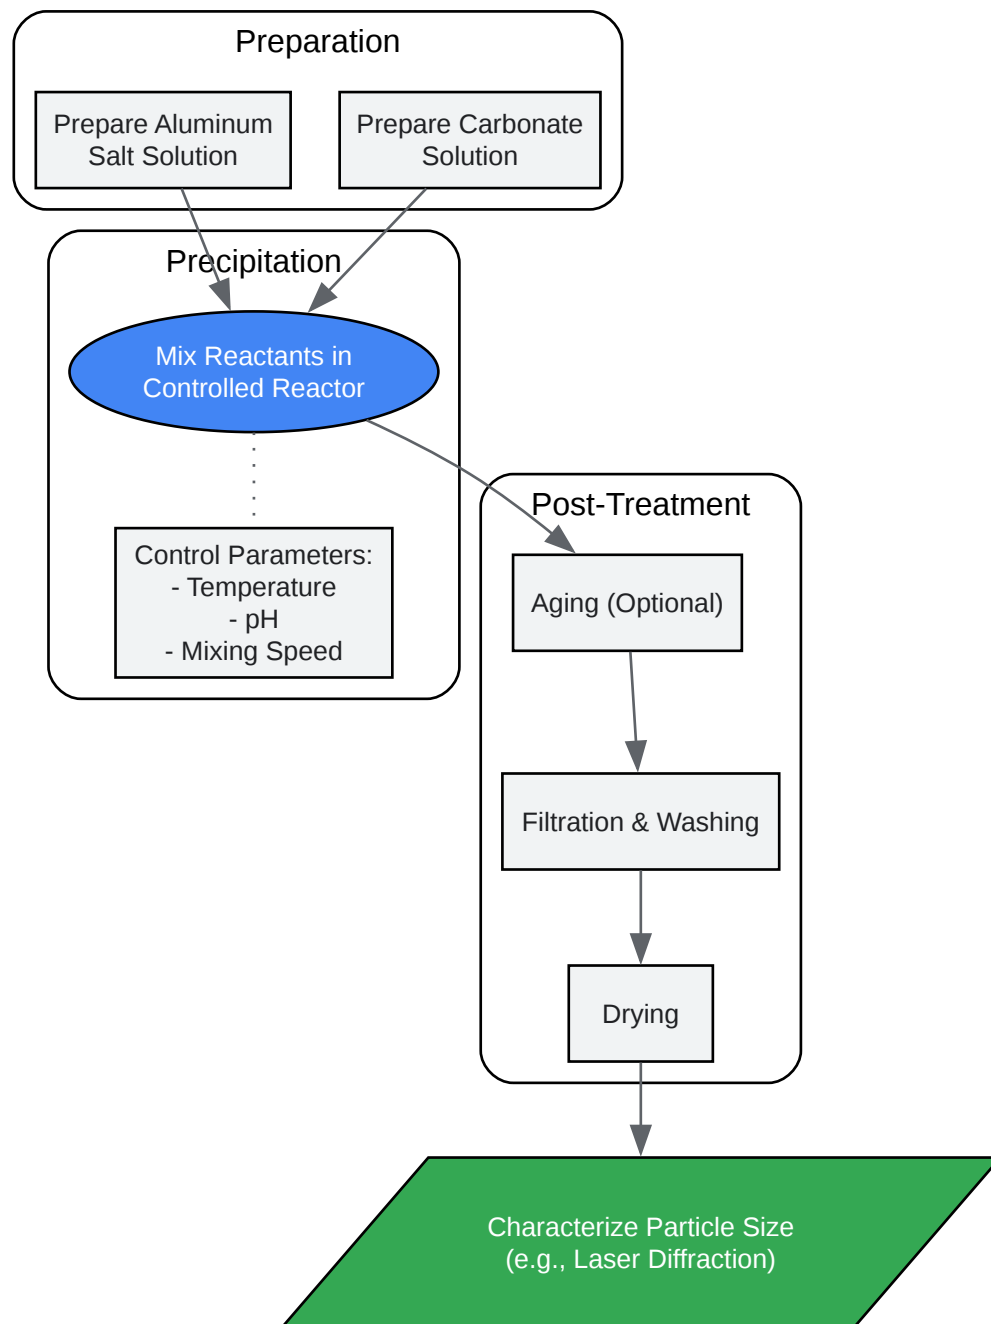 Preparation
Prepare Aluminum
Salt Solution
Prepare Carbonate
Solution
Precipitation
Mix Reactants in
Controlled Reactor
Control Parameters:
- Temperature
- pH
- Mixing Speed
Post-Treatment
Aging (Optional)
Filtration & Washing
Drying
Characterize Particle Size
(e.g., Laser Diffraction)